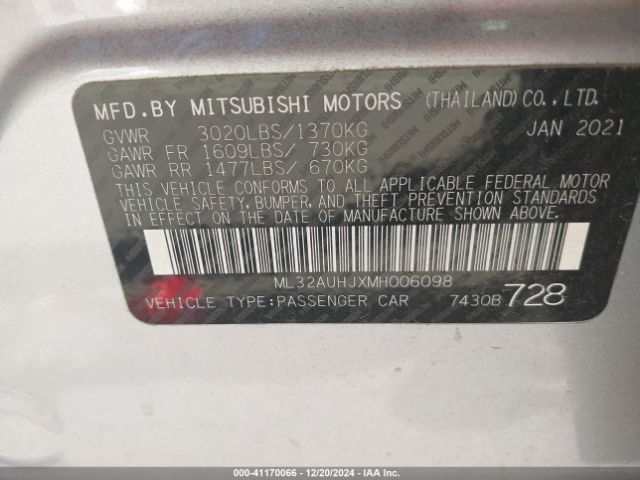 MFD.BY MITSUBISHI MOTORS (THAILAND)CO.,LTD.
GVWR 3020LBS/1370KG JAN 2021
GAWR FR 1609LBS/ 730KG
GAWR RR 1477LBS/ 670KG
THIS VEHICLE CONFORMS TO ALL APPLICABLE FEDERAL MOTOR
VEHICLE SAFETY, BUMPER, AND THEFT PREVENTION STANDARDS
IN EFFECT ON THE DATE OF MANUFACTURE SHOWN ABOVE.
ML32AUHJXMH006098
VEHICLE TYPE:PASSENGER CAR 7430B 728
000-41170066 | 12/20/2024 - IAAI.COM